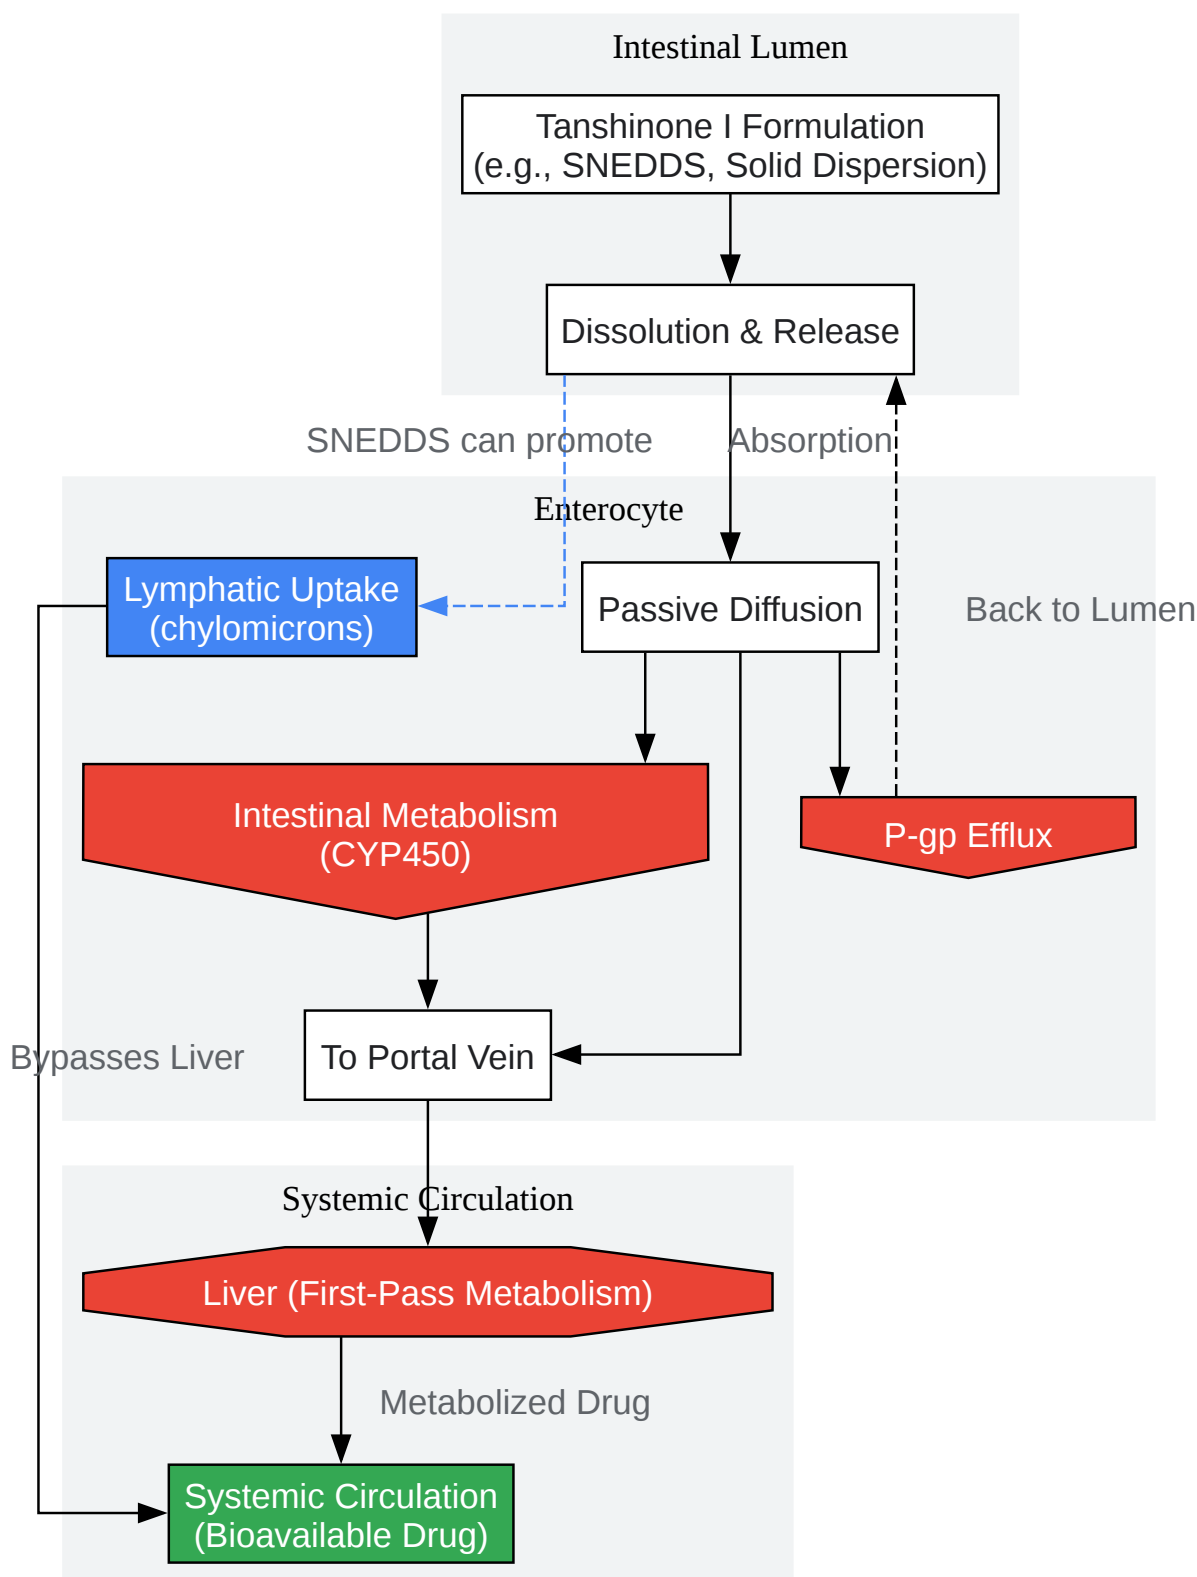 Intestinal Lumen
Tanshinone I Formulation
(e.g., SNEDDS, Solid Dispersion)
Dissolution & Release
SNEDDS can promote
Absorption
Enterocyte
Lymphatic Uptake
(chylomicrons)
Passive Diffusion
Back to Lumen
Intestinal Metabolism
(CYP450)
P-gp Efflux
Bypasses Liver
To Portal Vein
Systemic Circulation
Liver (First-Pass Metabolism)
Metabolized Drug
Systemic Circulation
(Bioavailable Drug)